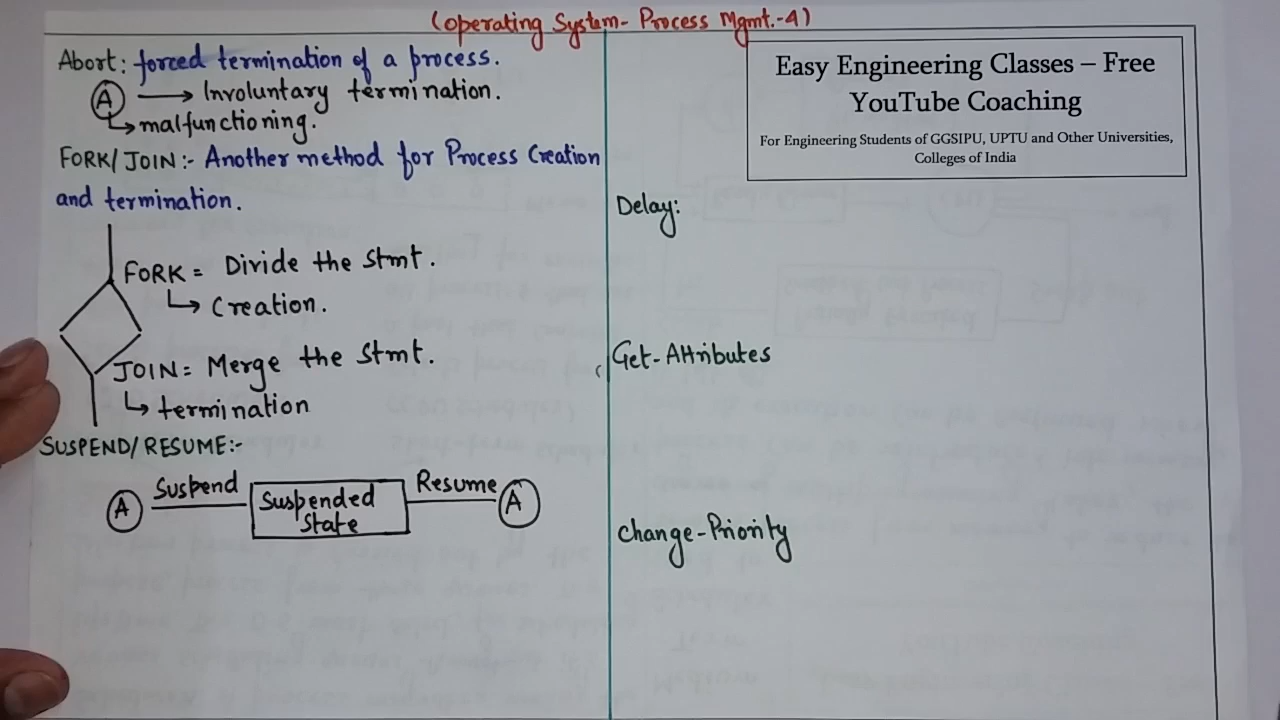 (operating System- Process Mgmt.-4)
Abort: forced termination of a process.
A → Involuntary termination.
↳ malfunctioning.
FORK/JOIN:- Another method for Process Creation
and termination.
FORK = Divide the Stmt.
↳ Creation.
JOIN = Merge the Stmt.
↳ termination
SUSPEND/RESUME:-
A Suspend Suspended State Resume A
Easy Engineering Classes – Free
YouTube Coaching
For Engineering Students of GGSIPU, UPTU and Other Universities,
Colleges of India
Delay:
Get-Attributes
Change-Priority